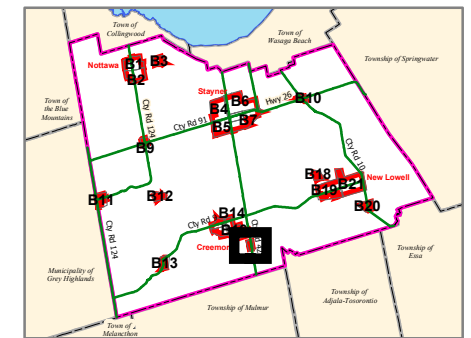 Town of
Collingwood
Town of
Wasaga Beach
Nottawa
B1
B3
B2
Township of Springwater
Stayner
B4
B6
B10
Town of
the Blue
Mountains
Hwy 26
B5
B7
Cty Rd 91
Cty Rd 124
B9
Cty Rd 10
B18
New Lowell
B19
B21
B11
B12
B20
B14
Cty Rd
Creemore
Cty Rd 124
B13
Town of
Essa
Municipality of
Grey Highlands
Township of
Adjala-Tosorontio
Township of Mulmur
Town of
Melancthon